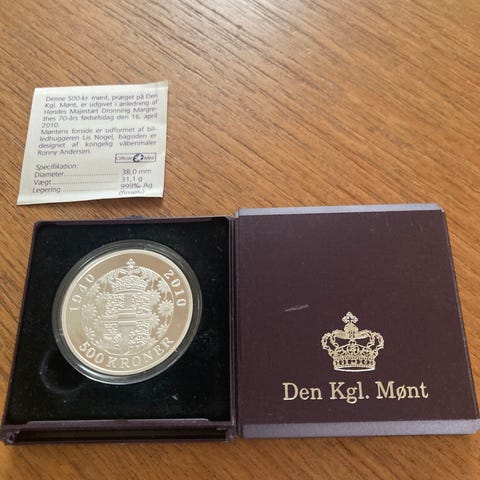 Denne 500-kr. mønt, præget på Den
Kgl. Mønt, er udgivet i anledning af
Hendes Majestæt Dronning Margre-
thes 70-års fødselsdag den 16. april
2010.
Møntens forside er udformet af bil-
ledhuggeren Lis Nogel, bagsiden er
designet af kongelig våbenmaler
Ronny Andersen.
Official Mint
Specifikation:
Diameter 38,0 mm
Vægt 31,1 g
Legering 999‰ Ag
(finsølv)
1940 2010
500 KRONER
Den Kgl. Mønt